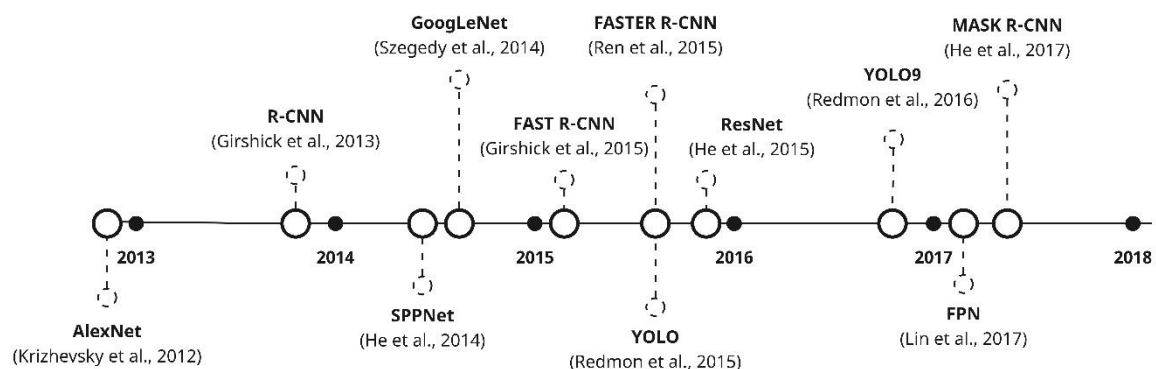 GoogLeNet
(Szegedy et al., 2014)
FASTER R-CNN
(Ren et al., 2015)
MASK R-CNN
(He et al., 2017)
YOLO9
(Redmon et al., 2016)
R-CNN
(Girshick et al., 2013)
FAST R-CNN
(Girshick et al., 2015)
ResNet
(He et al., 2015)
2013
2014
2015
2016
2017
2018
AlexNet
(Krizhevsky et al., 2012)
SPPNet
(He et al., 2014)
YOLO
(Redmon et al., 2015)
FPN
(Lin et al., 2017)